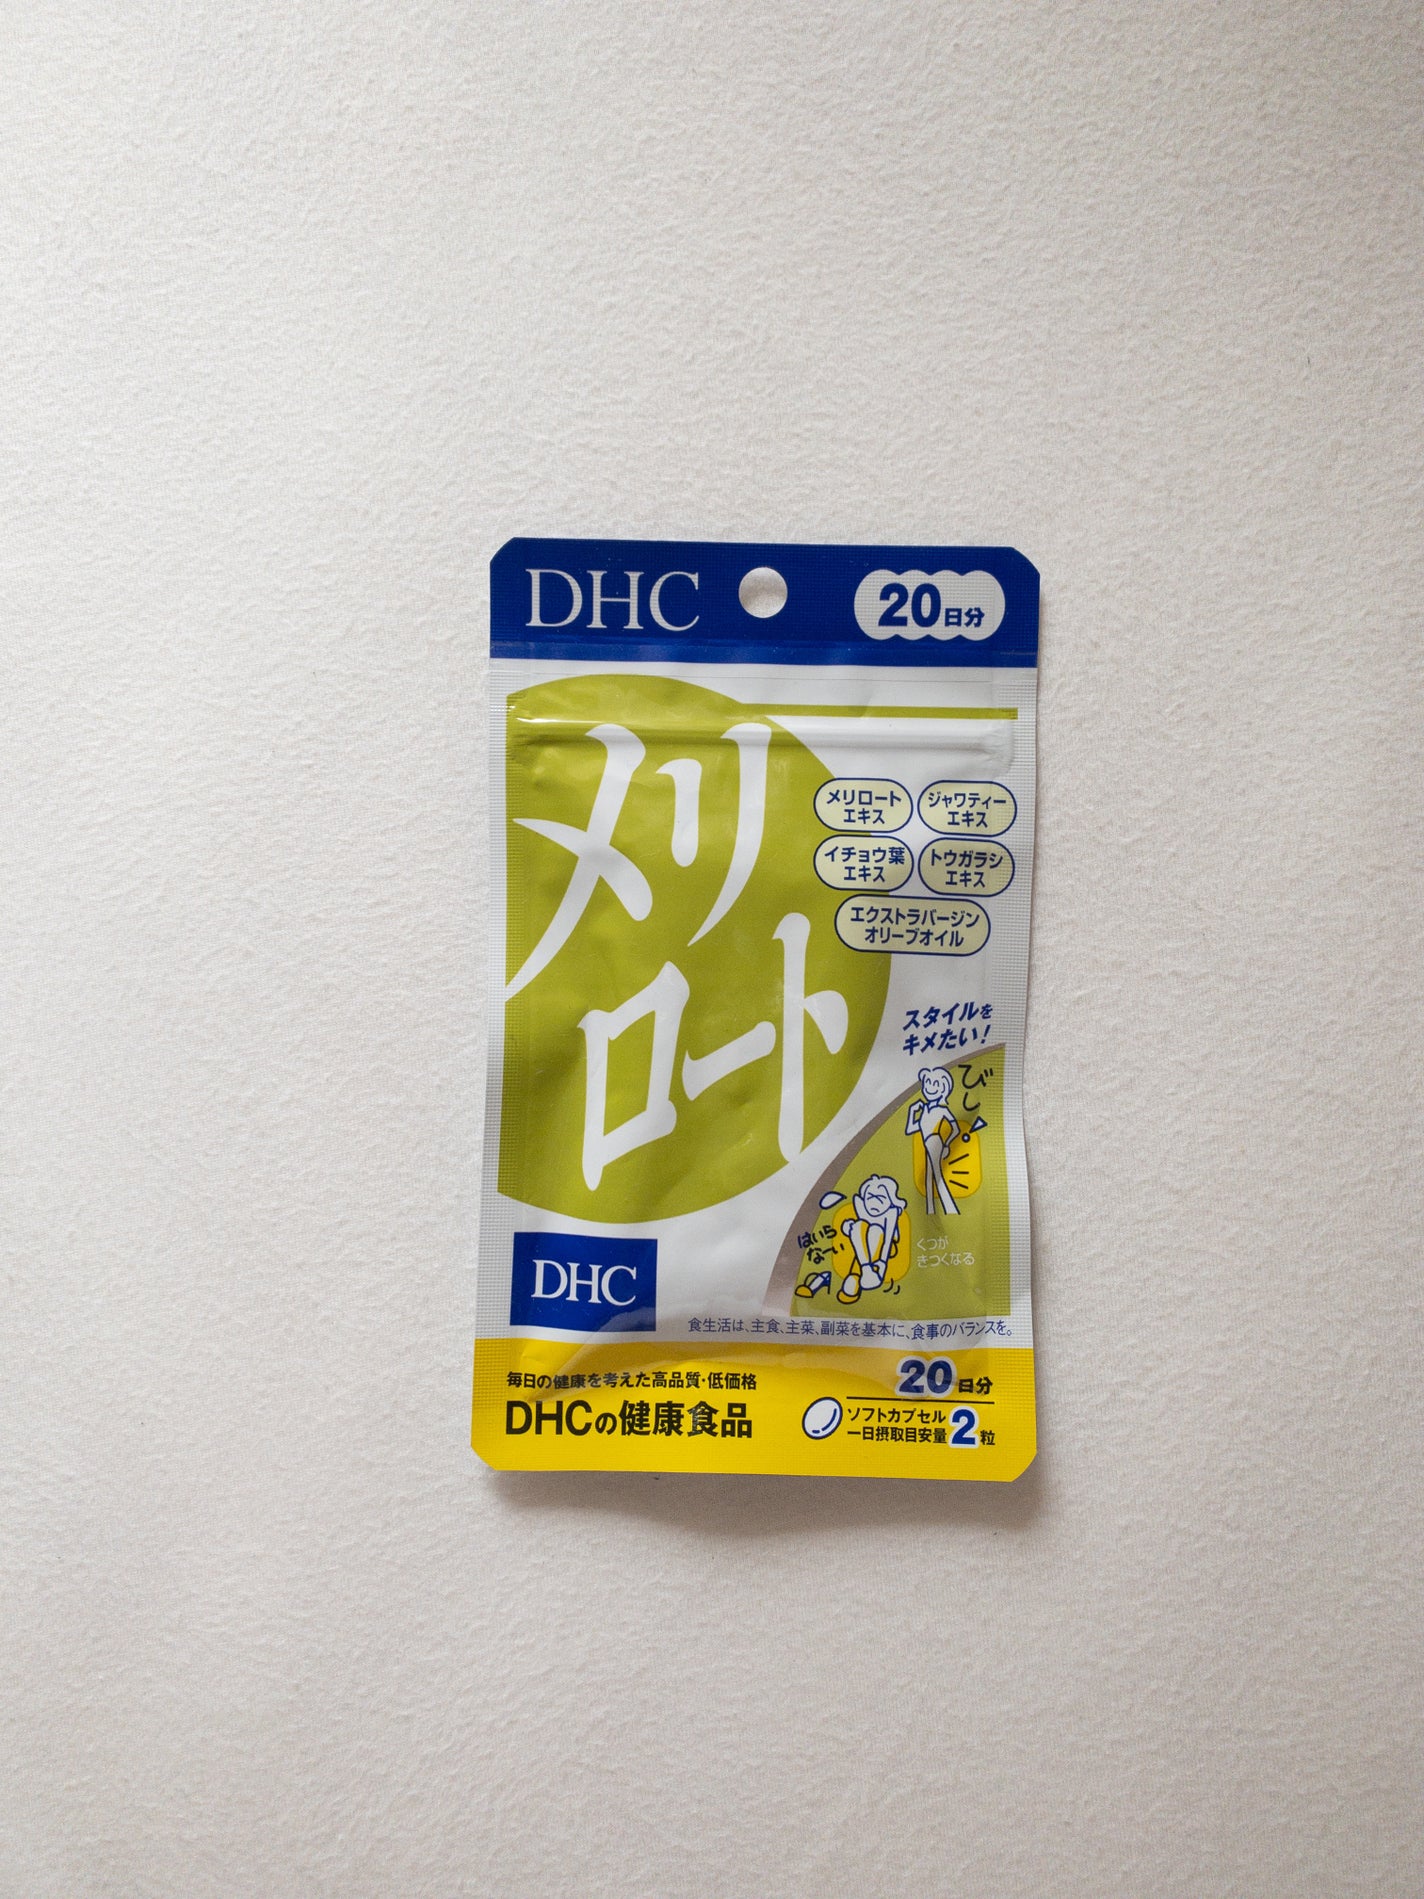 DHC
20日分
メリ
ロート
メリロート
エキス
ジャワティー
エキス
イチョウ葉
エキス
トウガラシ
エキス
エクストラバージン
オリーブオイル
スタイルを
キメたい!
びし!
はいら
なーい
くつが
きつくなる
DHC
食生活は、主食、主菜、副菜を基本に、食事のバランスを。
毎日の健康を考えた高品質・低価格
DHCの健康食品
20日分
ソフトカプセル
一日摂取目安量2粒